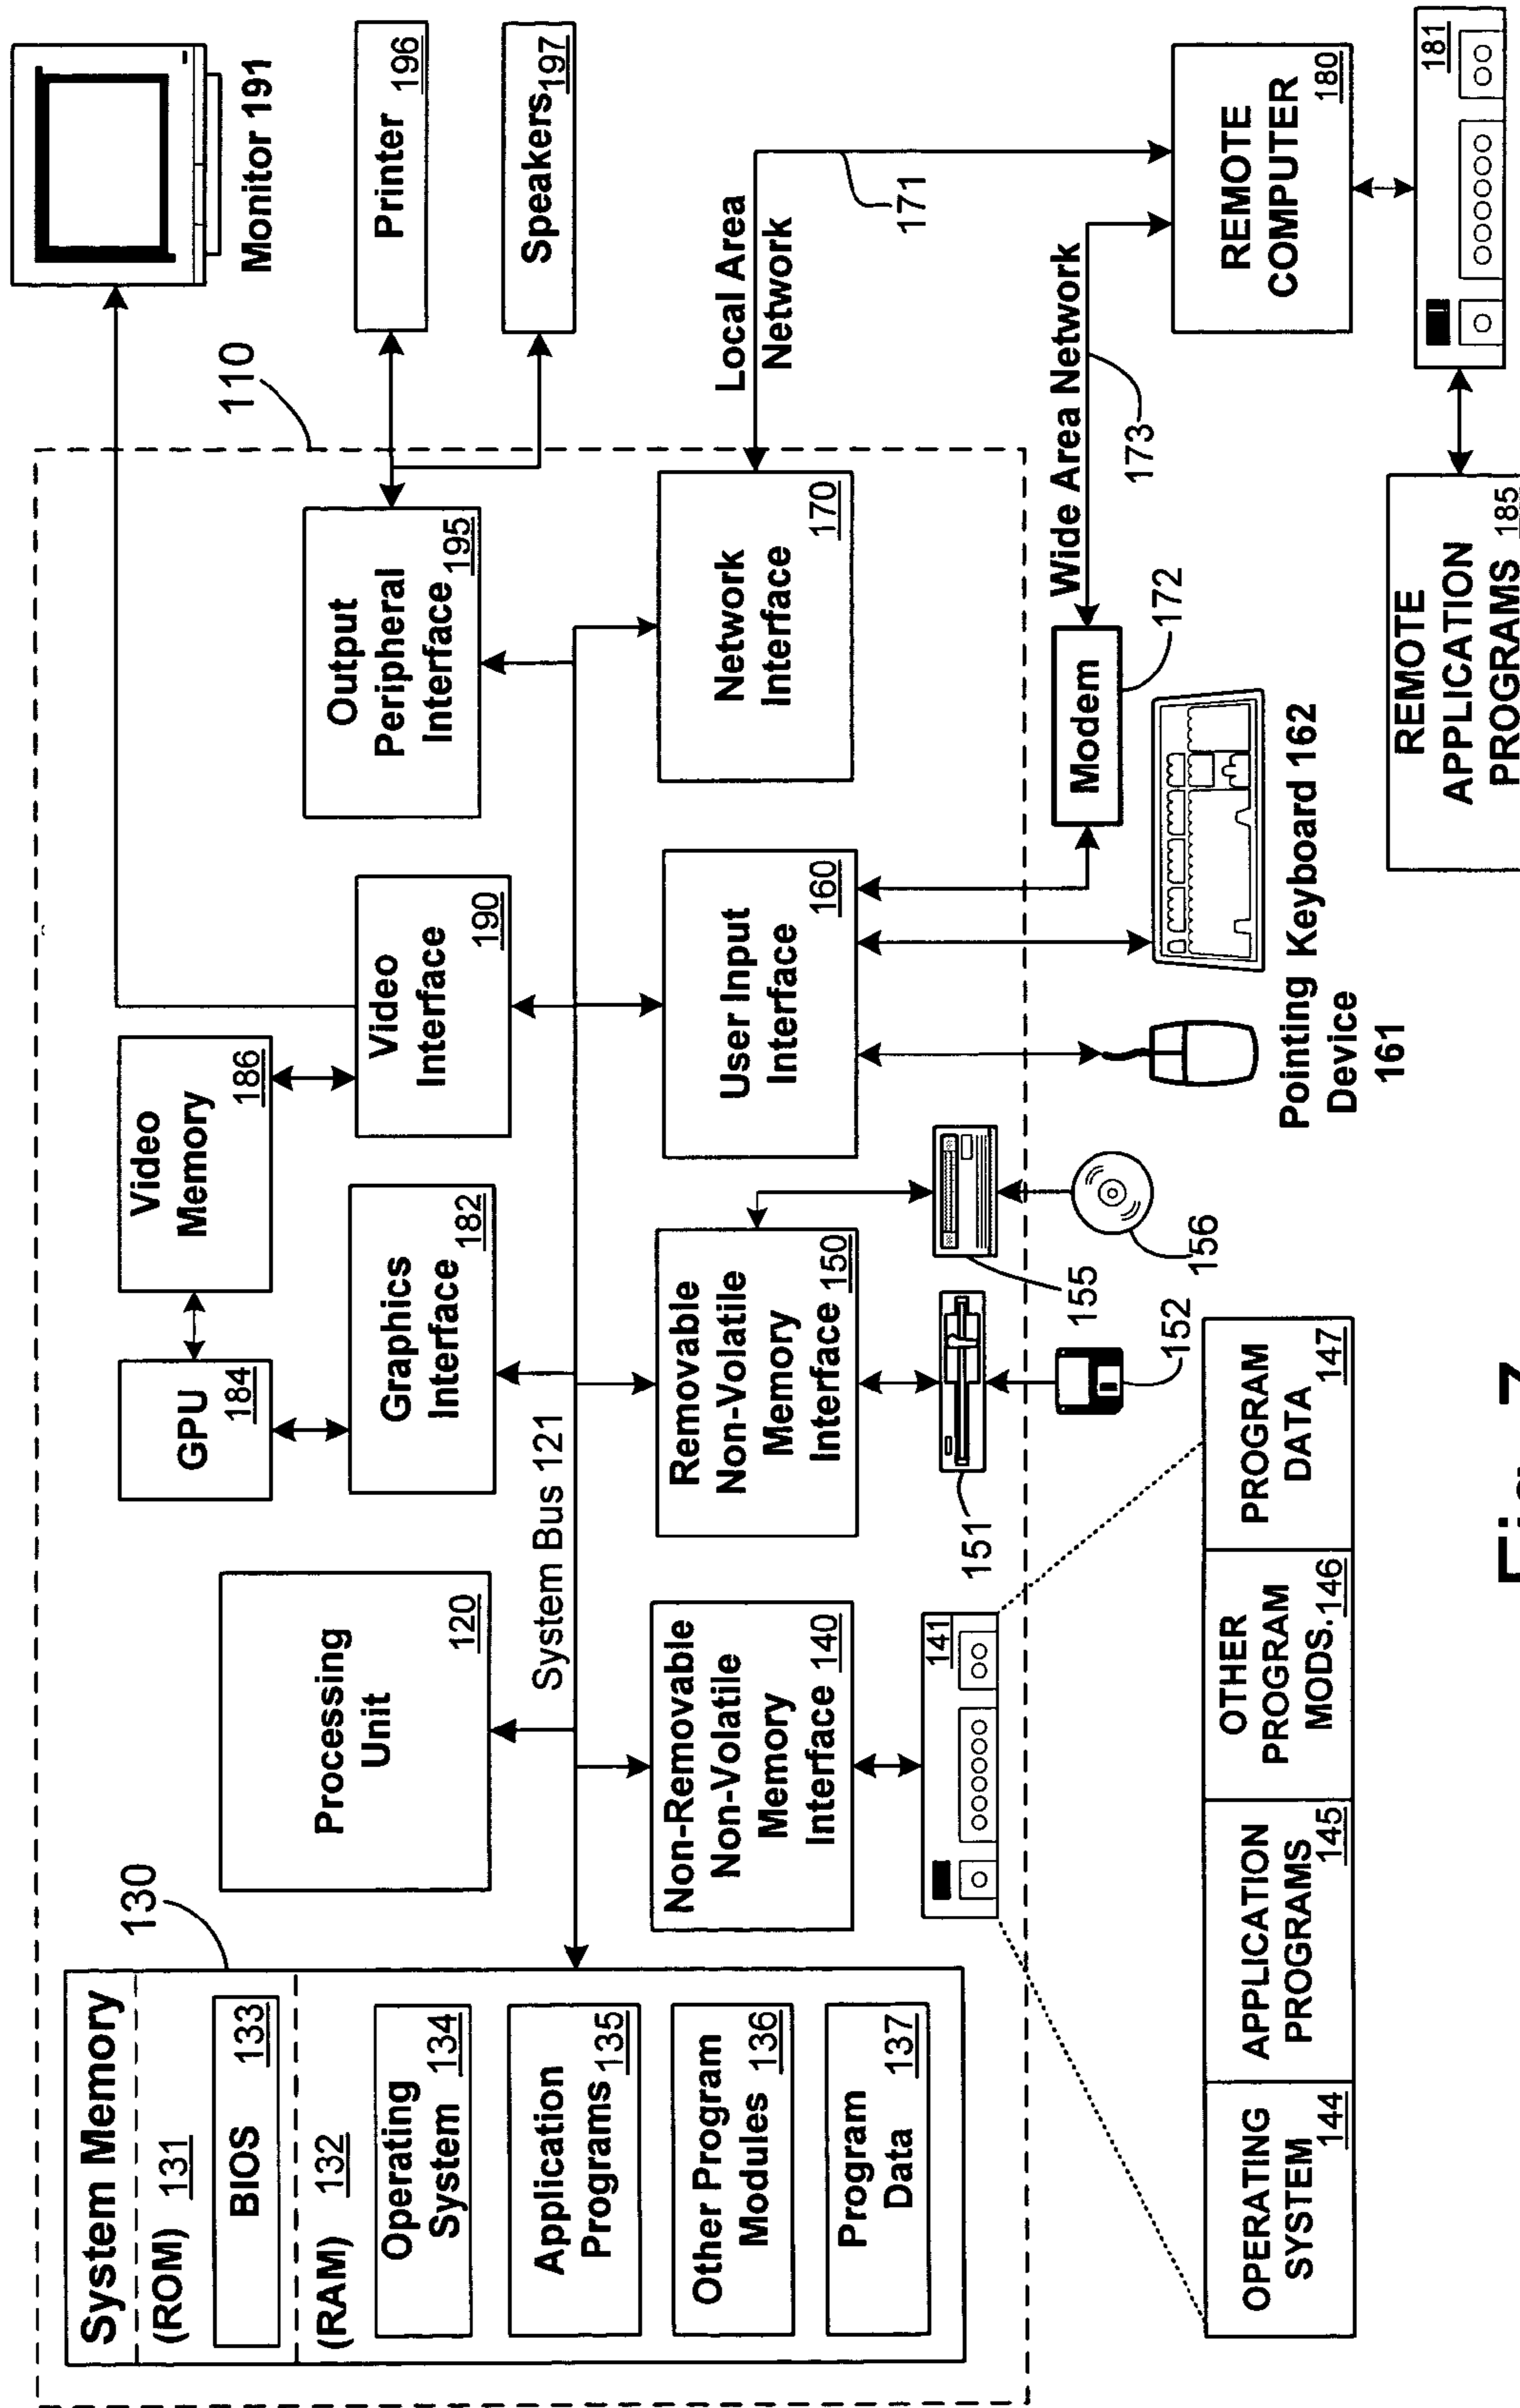 System Memory
(ROM) 131
BIOS 133
(RAM) 132
Operating
System 134
Application
Programs 135
Other Program
Modules 136
Program
Data 137
130
Processing
Unit
120
GPU
184
Video
Memory
186
Graphics
Interface
182
Video
Interface
190
Output
Peripheral
Interface 195
110
Monitor 191
Printer
196
Speakers 197
System Bus 121
Non-Removable
Non-Volatile
Memory
Interface 140
Removable
Non-Volatile
Memory
Interface 150
User Input
Interface
160
Network
Interface
170
Local Area
Network
171
141
151
152
155
156
Modem
172
Wide Area Network
173
Pointing
Device
161
Keyboard 162
REMOTE
COMPUTER
180
181
REMOTE
APPLICATION
PROGRAMS 185
OPERATING
SYSTEM 144
APPLICATION
PROGRAMS 145
OTHER
PROGRAM
MODS. 146
PROGRAM
DATA 147